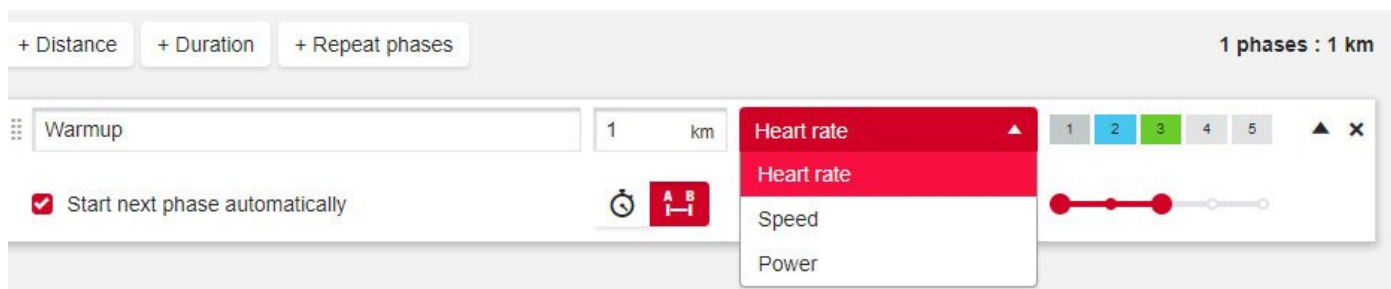 + Distance + Duration + Repeat phases 1 phases : 1 km
Warmup 1 km Heart rate 1 2 3 4 5
Heart rate
Start next phase automatically A B
Speed
Power